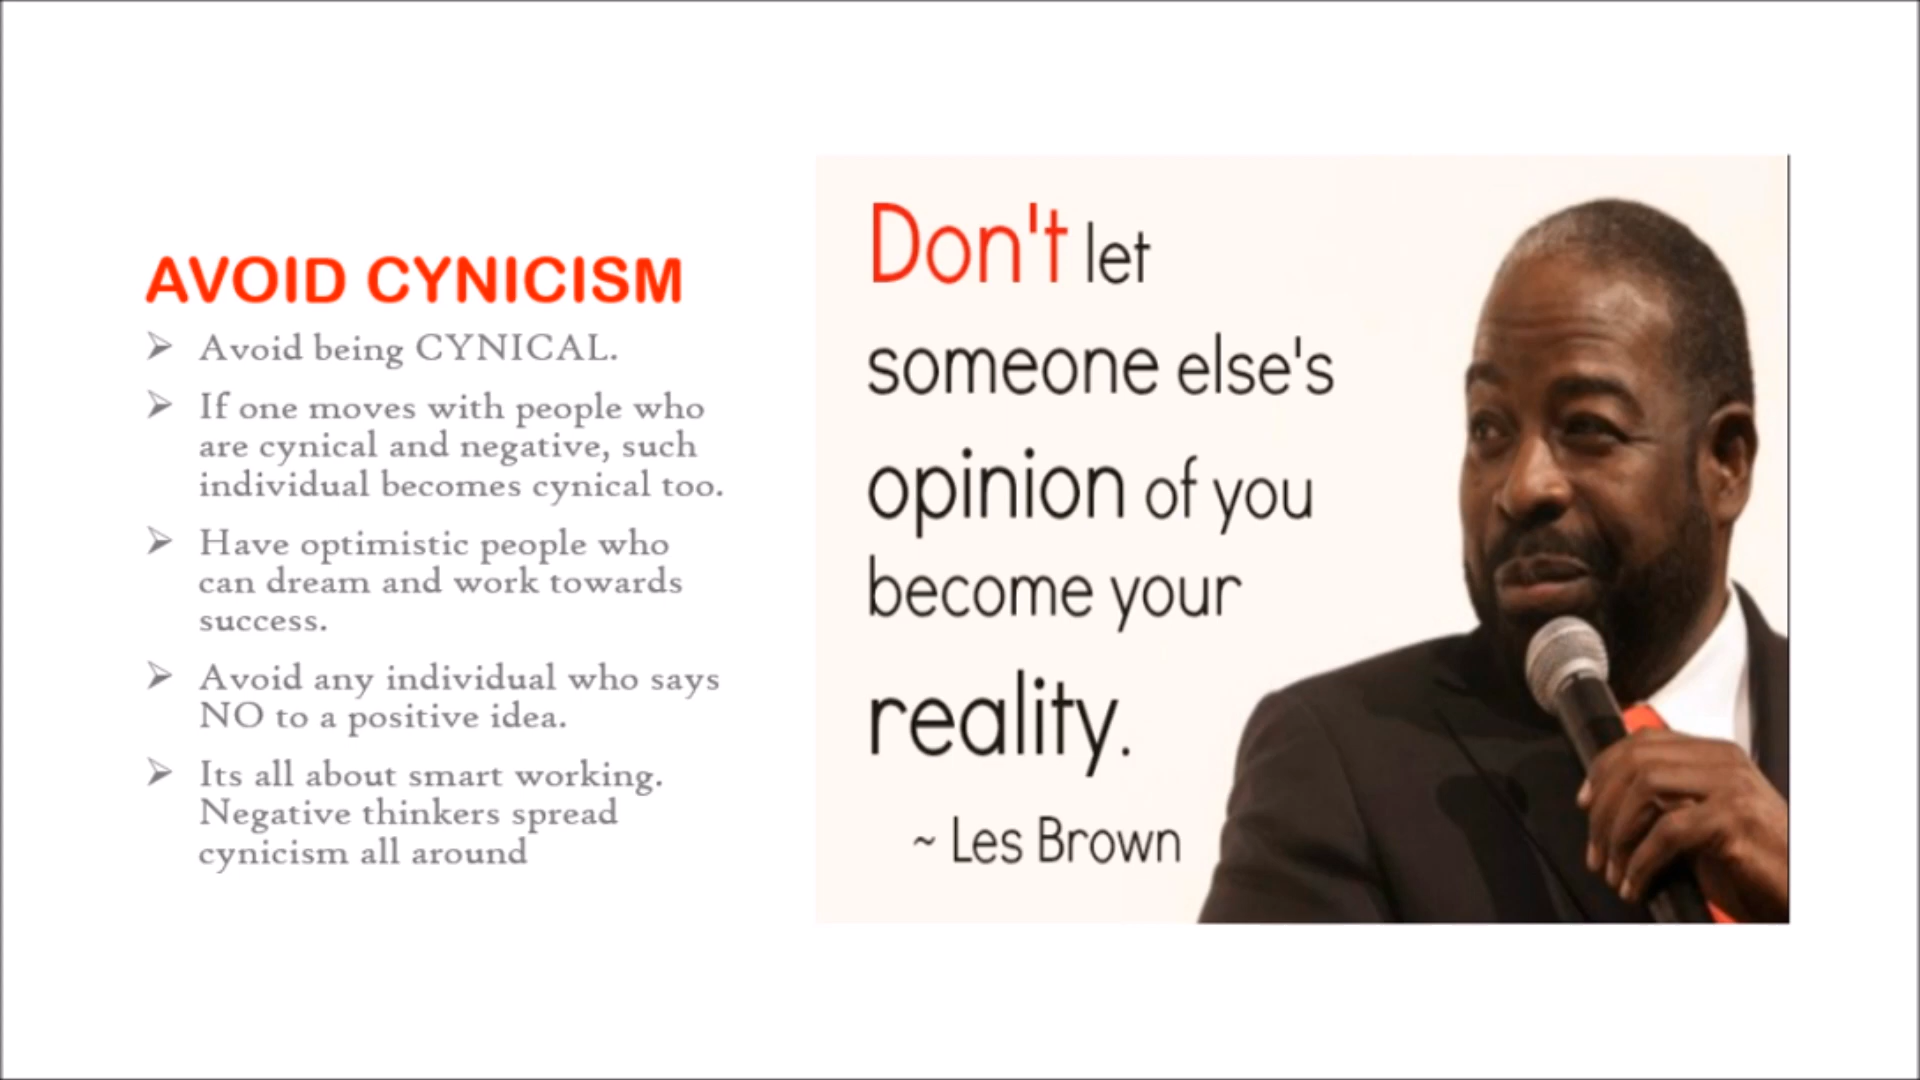 AVOID CYNICISM
Avoid being CYNICAL.
If one moves with people who
are cynical and negative, such
individual becomes cynical too.
Have optimistic people who
can dream and work towards
success.
Avoid any individual who says
NO to a positive idea.
Its all about smart working.
Negative thinkers spread
cynicism all around
Don't let
someone else's
opinion of you
become your
reality.
~ Les Brown